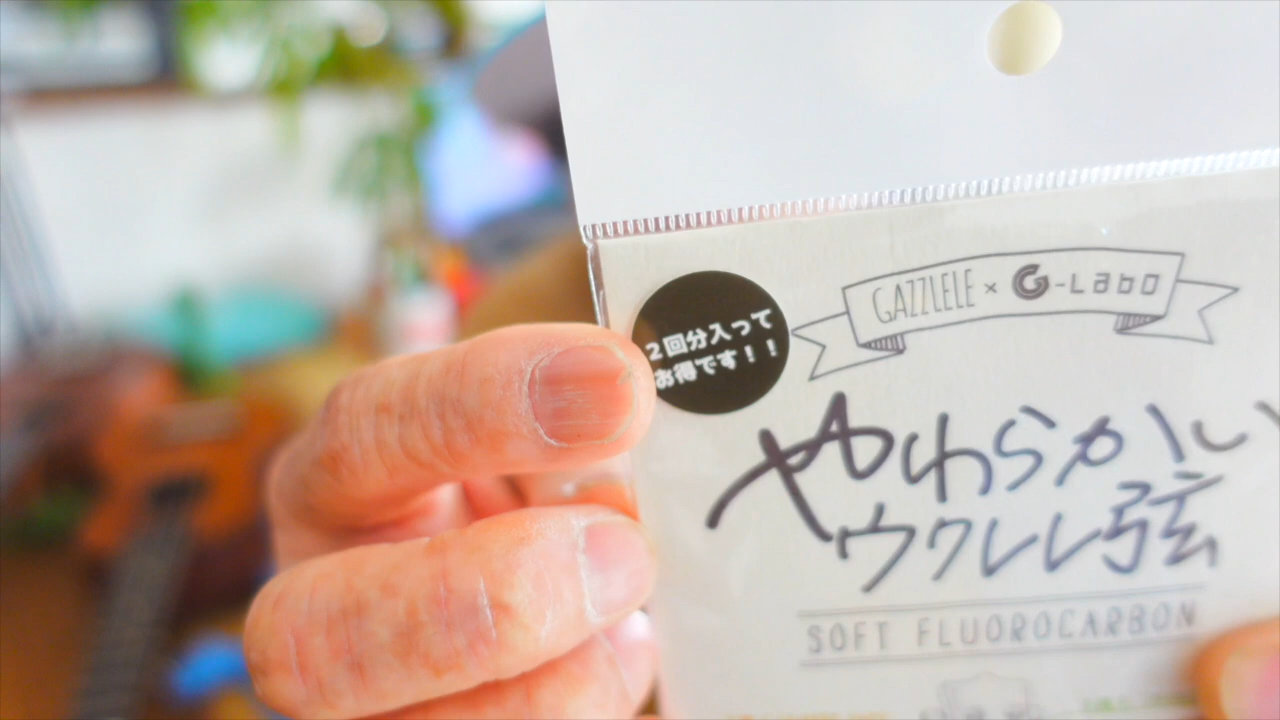 GAZZLELE × G-Labo
2回分入って
お得です！！
やわらかい
ウクレレ弦
SOFT FLUOROCARBON